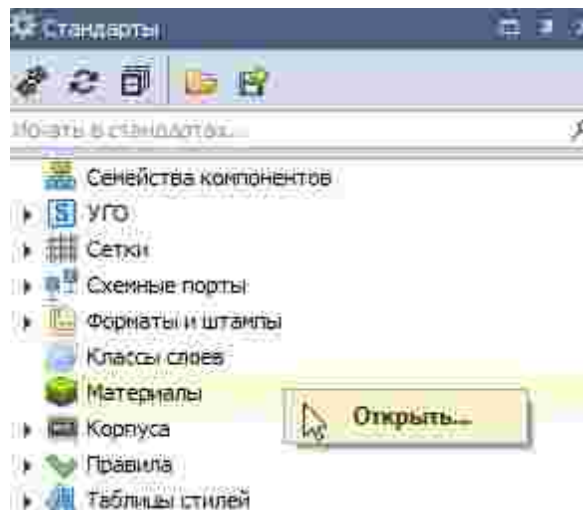 Стандарты
Искать в стандартах...
Семейства компонентов
УГО
Сетки
Схемные порты
Форматы и штампы
Классы слоев
Материалы
Открыть...
Корпуса
Правила
Таблицы стилей